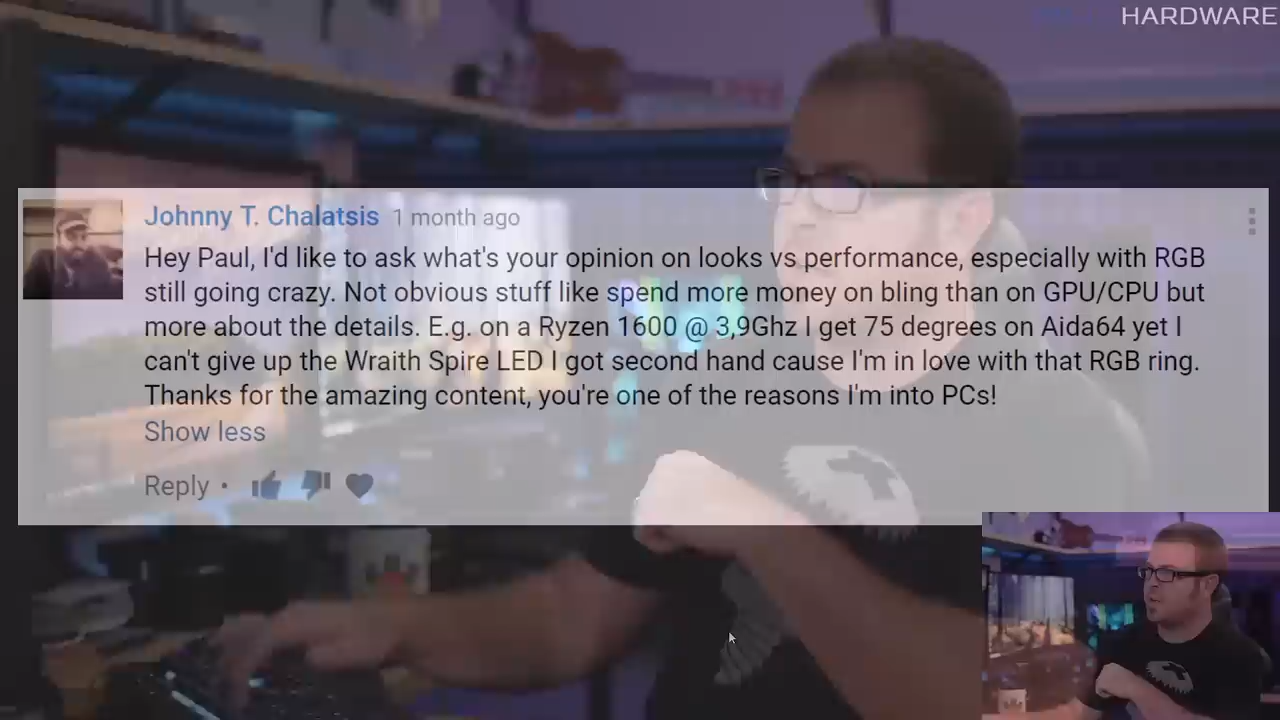 HARDWARE
Johnny T. Chalatsis 1 month ago
Hey Paul, I'd like to ask what's your opinion on looks vs performance, especially with RGB
still going crazy. Not obvious stuff like spend more money on bling than on GPU/CPU but
more about the details. E.g. on a Ryzen 1600 @ 3,9Ghz I get 75 degrees on Aida64 yet I
can't give up the Wraith Spire LED I got second hand cause I'm in love with that RGB ring.
Thanks for the amazing content, you're one of the reasons I'm into PCs!
Show less
Reply